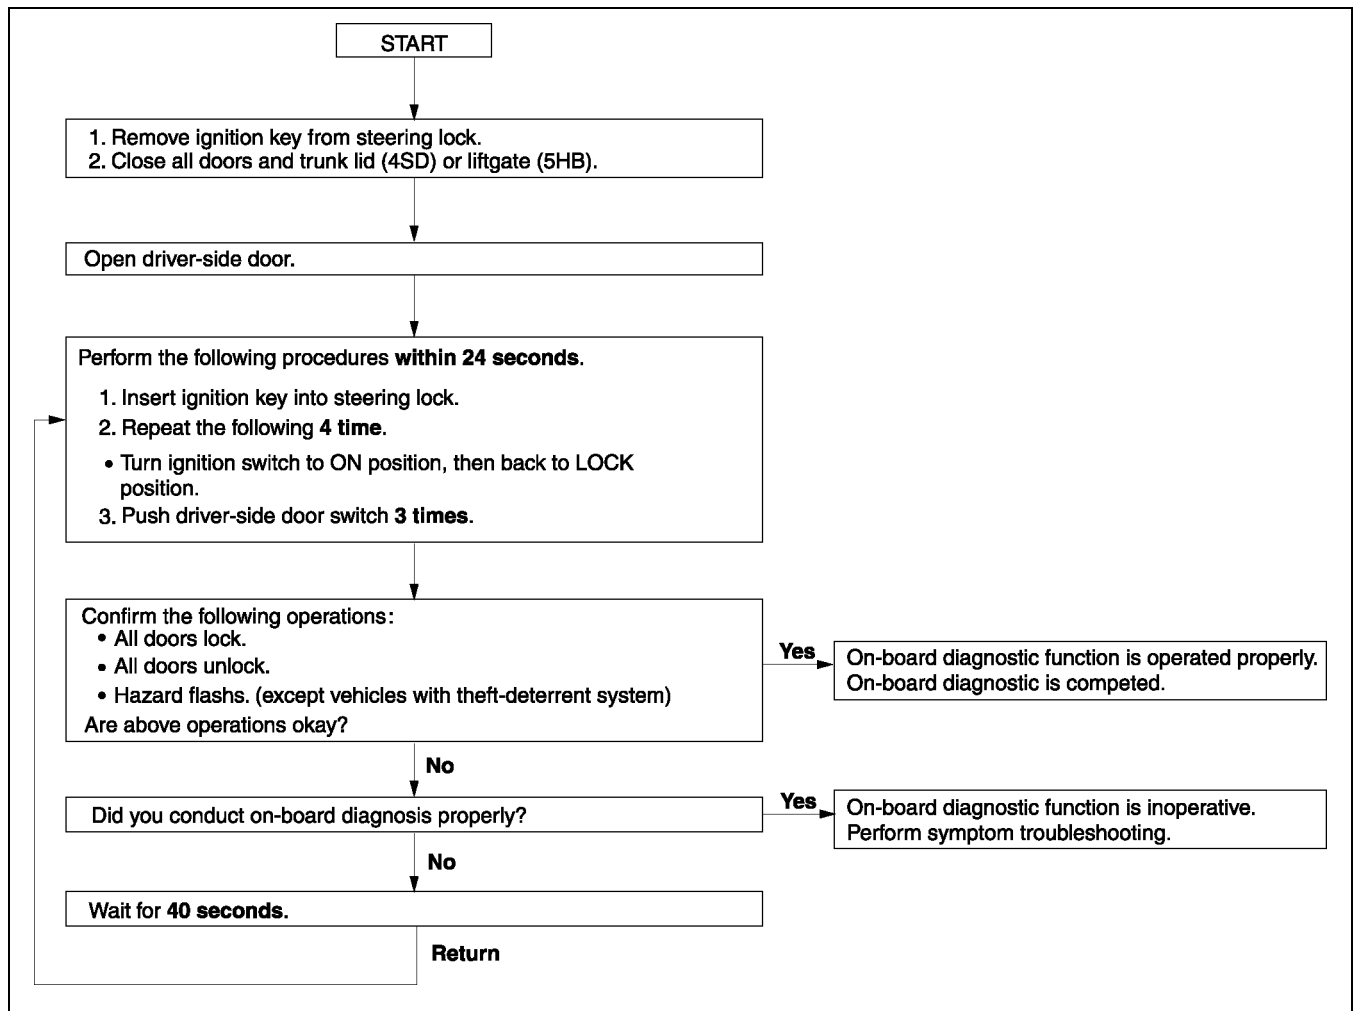 START
1. Remove ignition key from steering lock.
2. Close all doors and trunk lid (4SD) or liftgate (5HB).
Open driver-side door.
Perform the following procedures within 24 seconds.
1. Insert ignition key into steering lock.
2. Repeat the following 4 time.
• Turn ignition switch to ON position, then back to LOCK
position.
3. Push driver-side door switch 3 times.
Confirm the following operations:
• All doors lock.
• All doors unlock.
• Hazard flashs. (except vehicles with theft-deterrent system)
Are above operations okay?
Yes
On-board diagnostic function is operated properly.
On-board diagnostic is competed.
No
Did you conduct on-board diagnosis properly?
Yes
On-board diagnostic function is inoperative.
Perform symptom troubleshooting.
No
Wait for 40 seconds.
Return